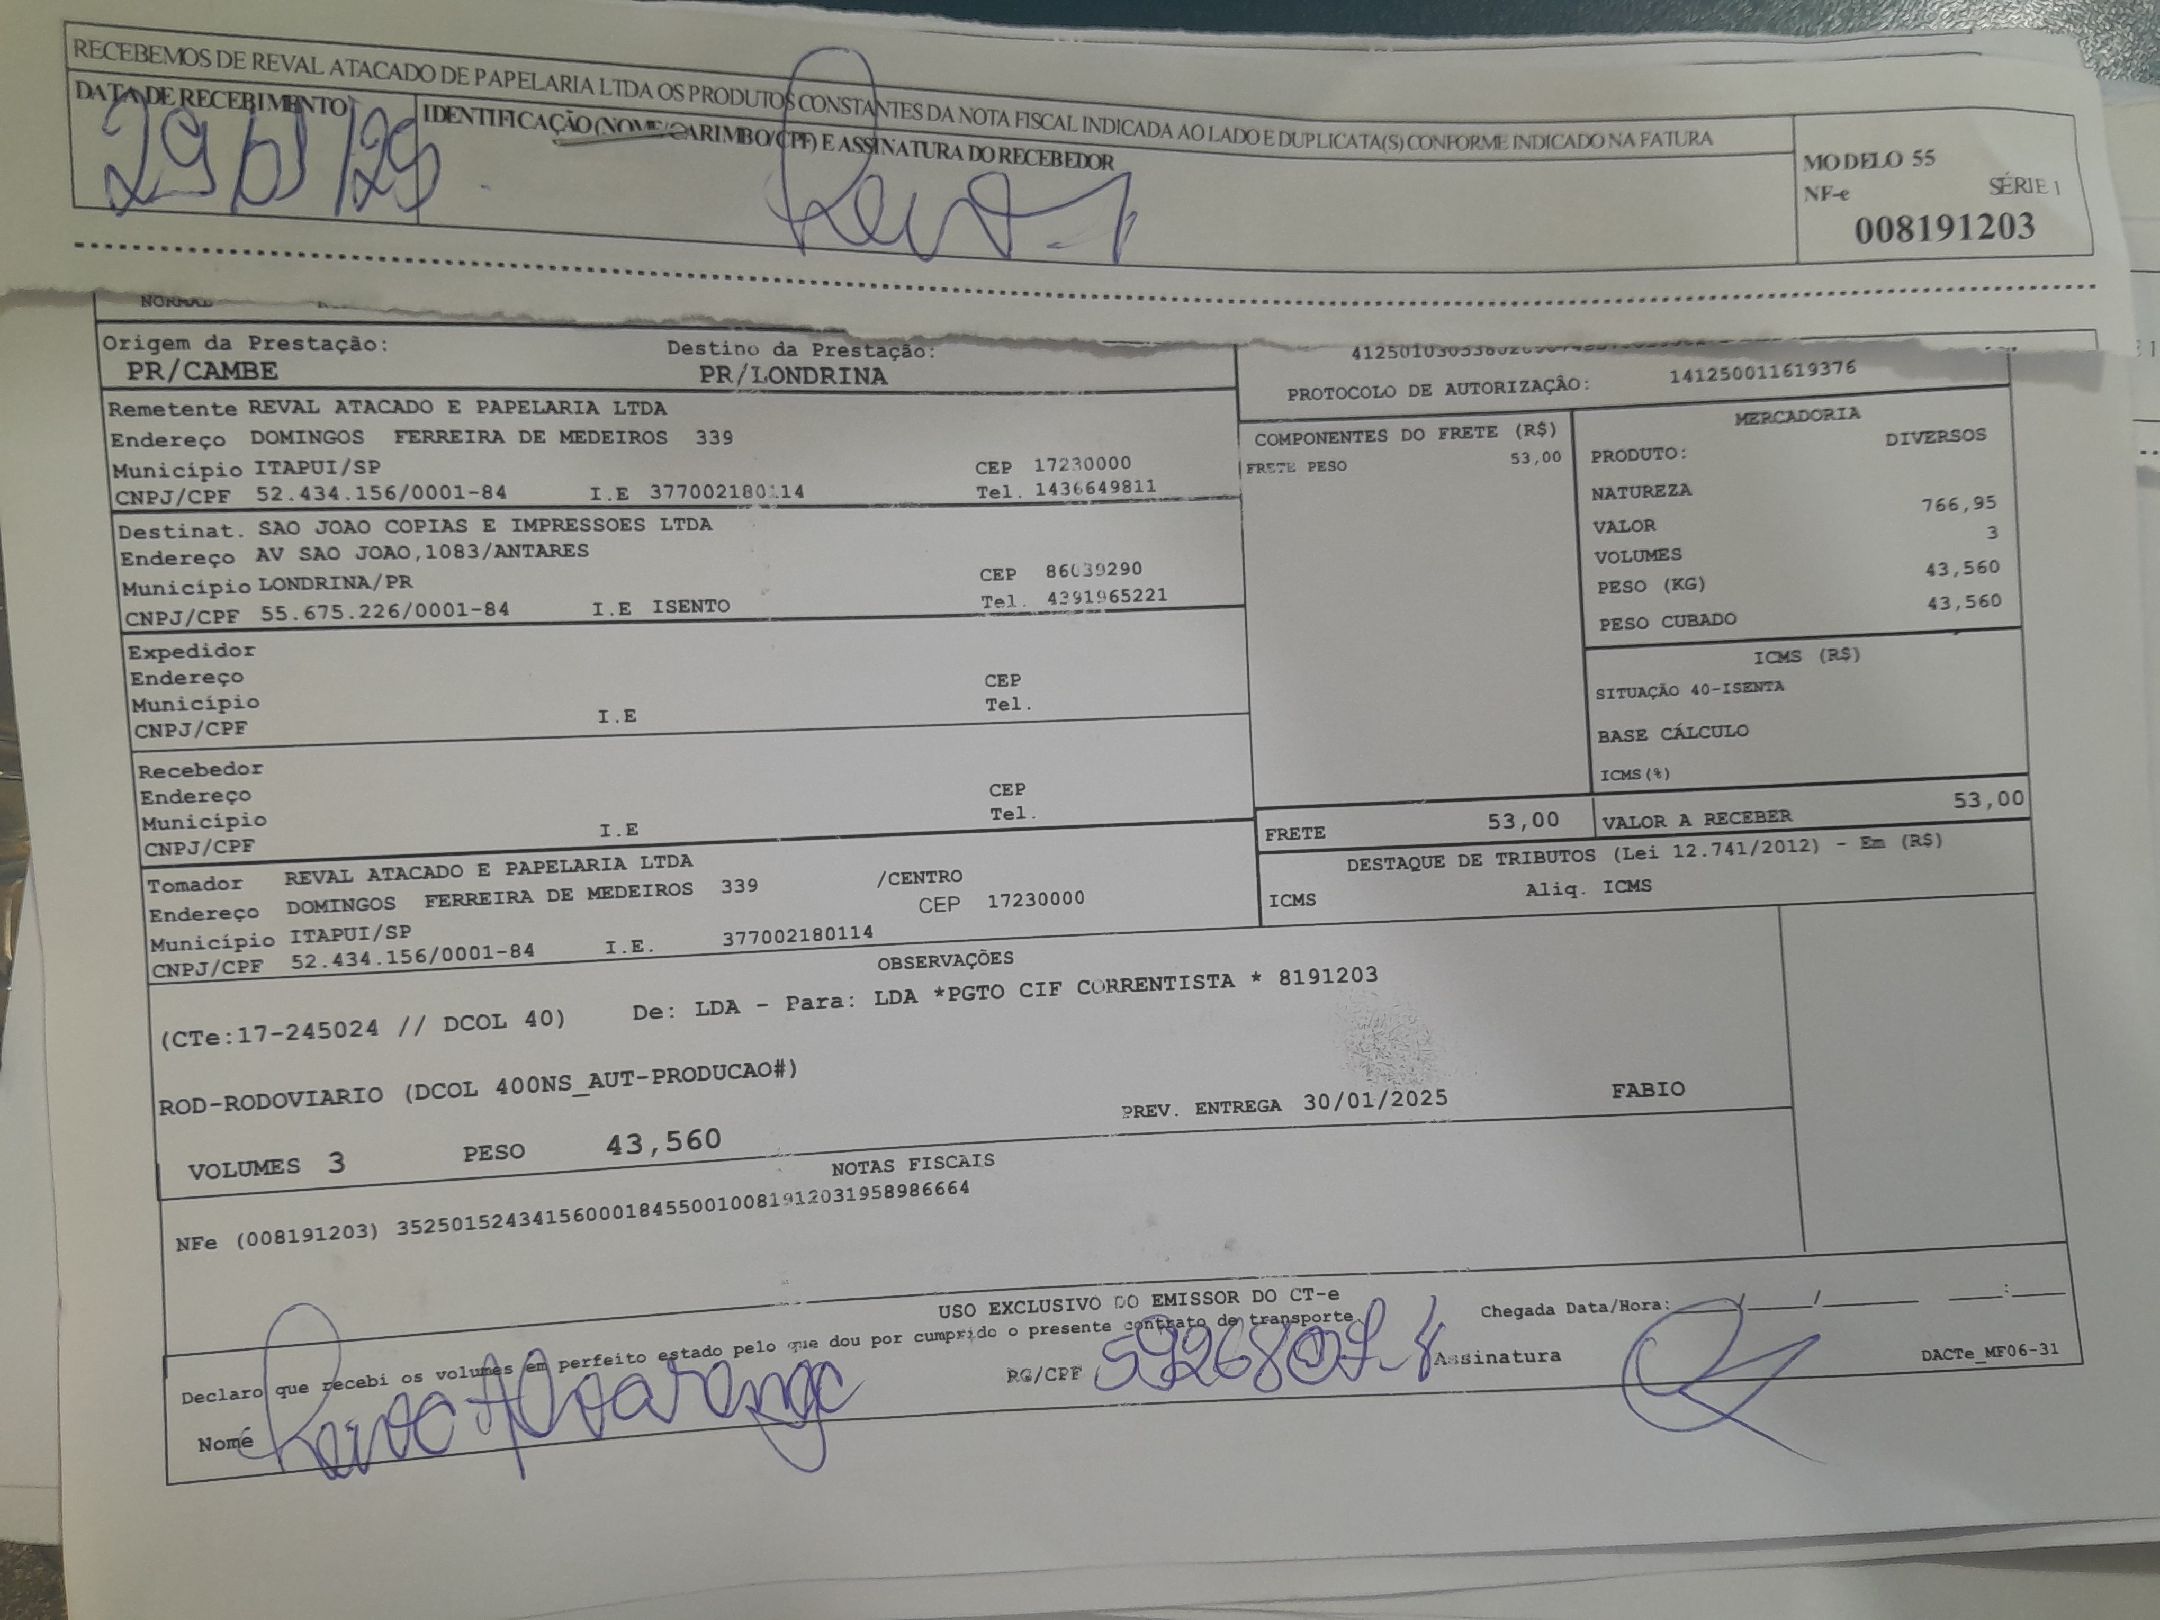 RECEBEMOS DE REVAL ATACADO DE PAPELARIA LTDA OS PRODUTOS CONSTANTES DA NOTA FISCAL INDICADA AO LADO E DUPLICATA(S) CONFORME INDICADO NA FATURA
DATA DE RECEBIMENTO
IDENTIFICAÇÃO (NOME/CARIMBO/CPF) E ASSINATURA DO RECEBEDOR
MODELO 55
NF-e SÉRIE 1
008191203
NORMAL
Origem da Prestação: Destino da Prestação:
PR/CAMBE PR/LONDRINA
PROTOCOLO DE AUTORIZAÇÃO: 141250011619376
Remetente REVAL ATACADO E PAPELARIA LTDA
Endereço DOMINGOS FERREIRA DE MEDEIROS 339
Município ITAPUI/SP CEP 17230000
CNPJ/CPF 52.434.156/0001-84 I.E 377002180114 Tel. 1436649811
Destinat. SAO JOAO COPIAS E IMPRESSOES LTDA
Endereço AV SAO JOAO,1083/ANTARES
Município LONDRINA/PR CEP 86039290
CNPJ/CPF 55.675.226/0001-84 I.E ISENTO Tel. 4391965221
Expedidor
Endereço CEP
Município Tel.
CNPJ/CPF I.E
Recebedor
Endereço CEP
Município Tel.
CNPJ/CPF I.E
Tomador REVAL ATACADO E PAPELARIA LTDA
Endereço DOMINGOS FERREIRA DE MEDEIROS 339 /CENTRO
Município ITAPUI/SP CEP 17230000
CNPJ/CPF 52.434.156/0001-84 I.E. 377002180114
COMPONENTES DO FRETE (R$)
FRETE PESO 53,00
MERCADORIA
PRODUTO: DIVERSOS
NATUREZA
VALOR 766,95
VOLUMES 3
PESO (KG) 43,560
PESO CUBADO 43,560
ICMS (R$)
SITUAÇÃO 40-ISENTA
BASE CÁLCULO
ICMS(%)
FRETE 53,00 VALOR A RECEBER 53,00
DESTAQUE DE TRIBUTOS (Lei 12.741/2012) - Em (R$)
ICMS Aliq. ICMS
OBSERVAÇÕES
(CTe:17-245024 // DCOL 40) De: LDA - Para: LDA *PGTO CIF CORRENTISTA * 8191203
ROD-RODOVIARIO (DCOL 400NS_AUT-PRODUCAO#)
PREV. ENTREGA 30/01/2025 FABIO
VOLUMES 3 PESO 43,560
NOTAS FISCAIS
NFe (008191203) 35250152434156000184550010081912031958986664
USO EXCLUSIVO DO EMISSOR DO CT-e
Declaro que recebi os volumes em perfeito estado pelo que dou por cumprido o presente contrato de transporte.
Chegada Data/Hora: ____/____/______ ____:____
Nome RG/CPF Assinatura
DACTe_MF06-31